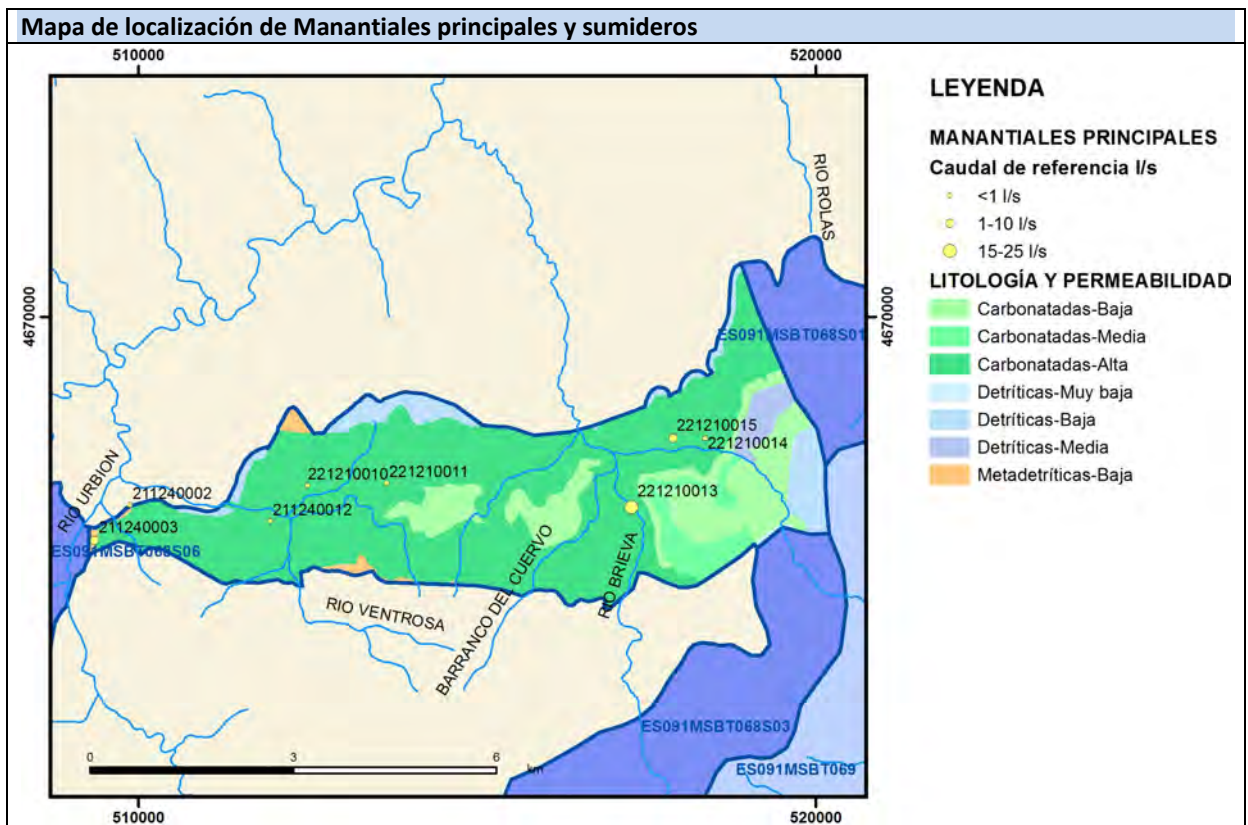 Mapa de localización de Manantiales principales y sumideros
510000
520000
LEYENDA
MANANTIALES PRINCIPALES
Caudal de referencia l/s
<1 l/s
1-10 l/s
15-25 l/s
LITOLOGÍA Y PERMEABILIDAD
Carbonatadas-Baja
Carbonatadas-Media
Carbonatadas-Alta
Detríticas-Muy baja
Detríticas-Baja
Detríticas-Media
Metadetríticas-Baja
RIO ROLAS
4670000
4670000
ES091MSBT068S01
221210015
221210014
221210010
221210011
211240002
221210013
211240012
RIO URBION
211240003
ES091MSBT068S06
RIO VENTROSA
BARRANCO DEL CUERVO
RIO BRIEVA
ES091MSBT068S03
ES091MSBT069
0
3
6
km
510000
520000